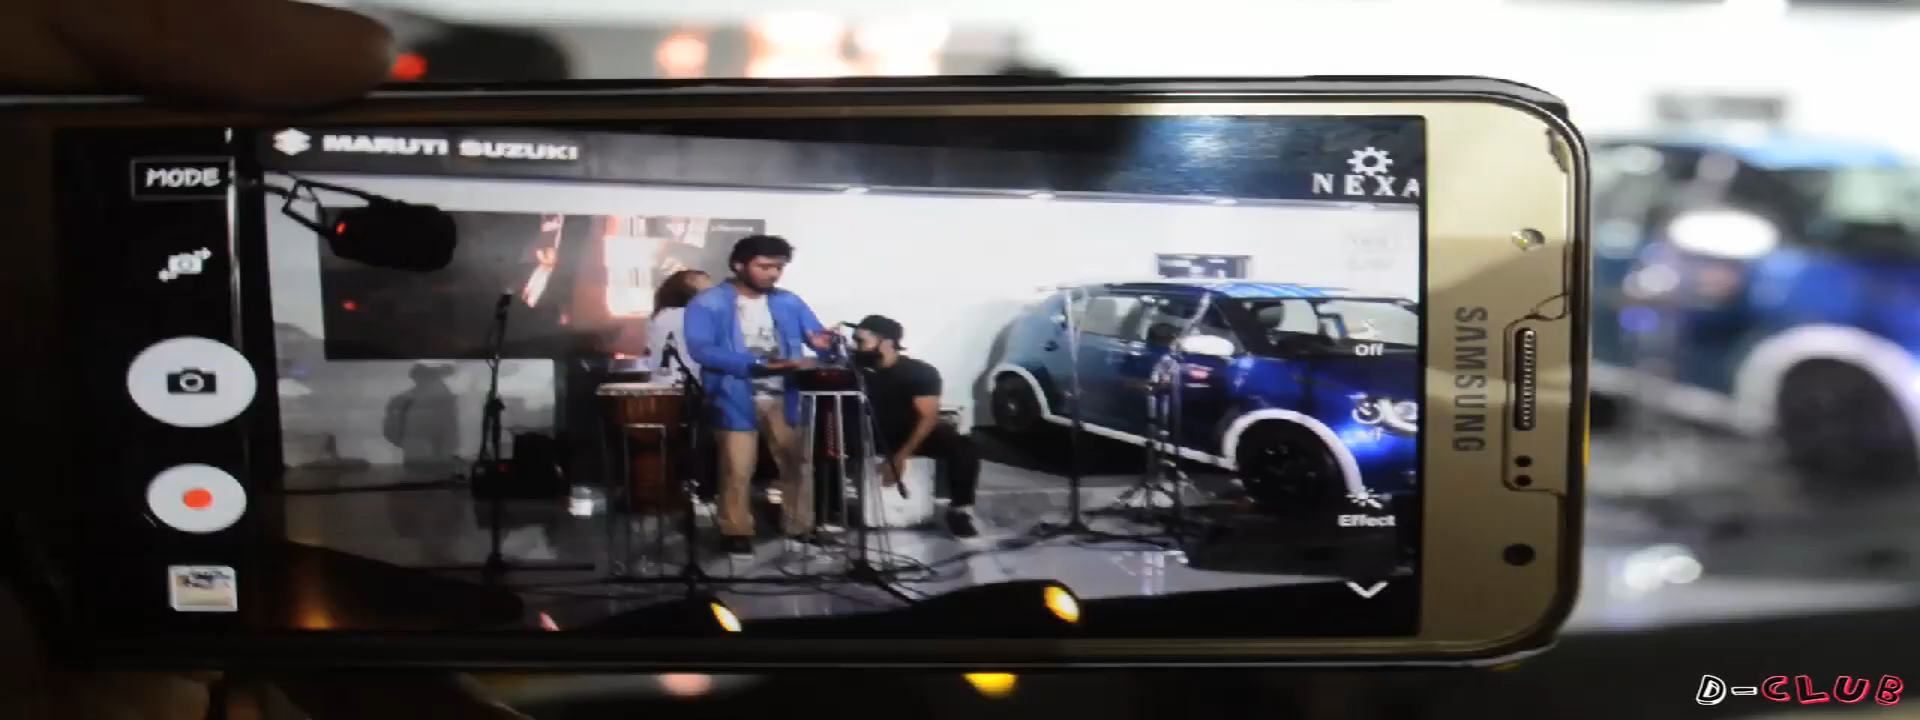 MARUTI SUZUKI
NEXA
MODE
Off
Effect
SAMSUNG
D-CLUB